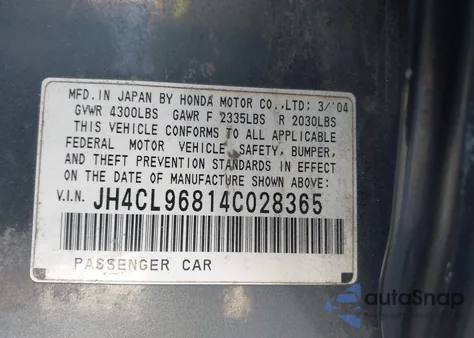 MFD. IN JAPAN BY HONDA MOTOR CO.,LTD: 3/'04
GVWR 4300LBS GAWR F 2335LBS R 2030LBS
THIS VEHICLE CONFORMS TO ALL APPLICABLE
FEDERAL MOTOR VEHICLE SAFETY, BUMPER,
AND THEFT PREVENTION STANDARDS IN EFFECT
ON THE DATE OF MANUFACTURE SHOWN ABOVE:
V.I.N. JH4CL96814C028365
PASSENGER CAR
autoSnap